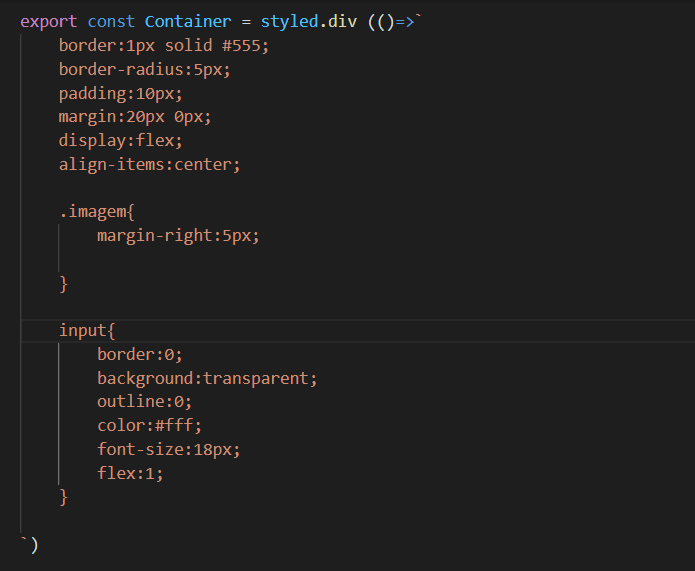 export const Container = styled.div (()=>`
border:1px solid #555;
border-radius:5px;
padding:10px;
margin:20px 0px;
display:flex;
align-items:center;
.imagem{
margin-right:5px;
}
input{
border:0;
background:transparent;
outline:0;
color:#fff;
font-size:18px;
flex:1;
}
`)